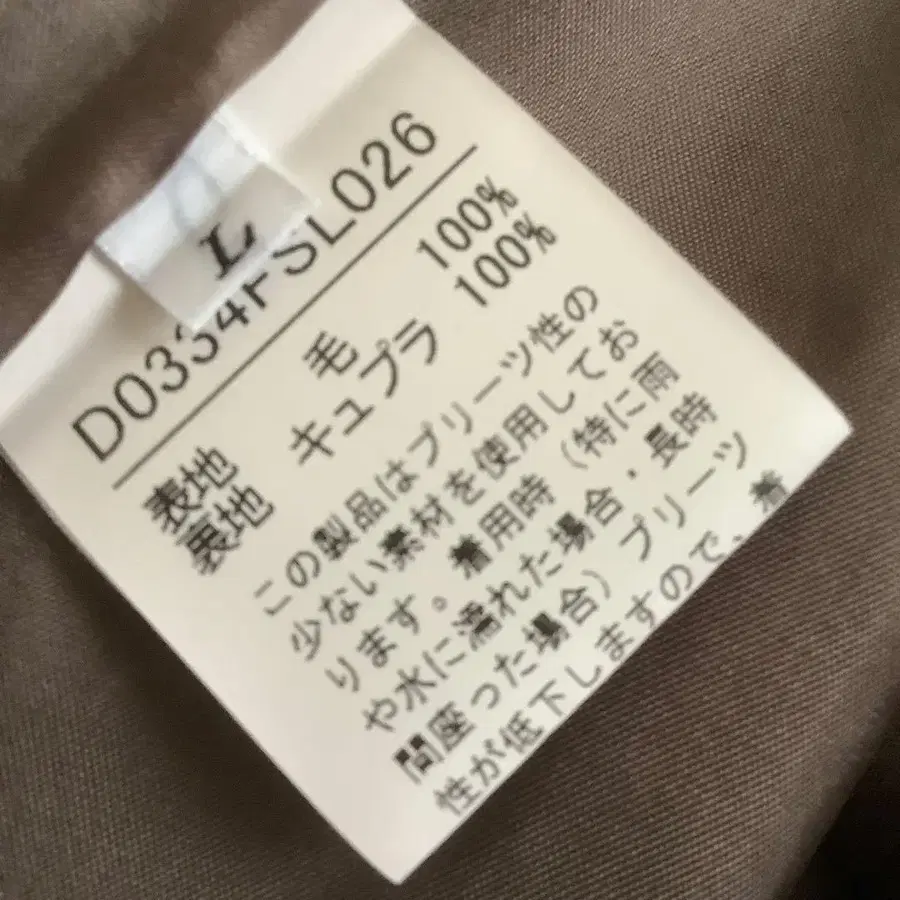 L
D0334FSL026
表地 毛 100%
裏地 キュプラ 100%
この製品はプリーツ性の
少ない素材を使用してお
ります。着用時（特に雨
や水に濡れた場合・長時
間座った場合）プリーツ
性が低下しますので、着